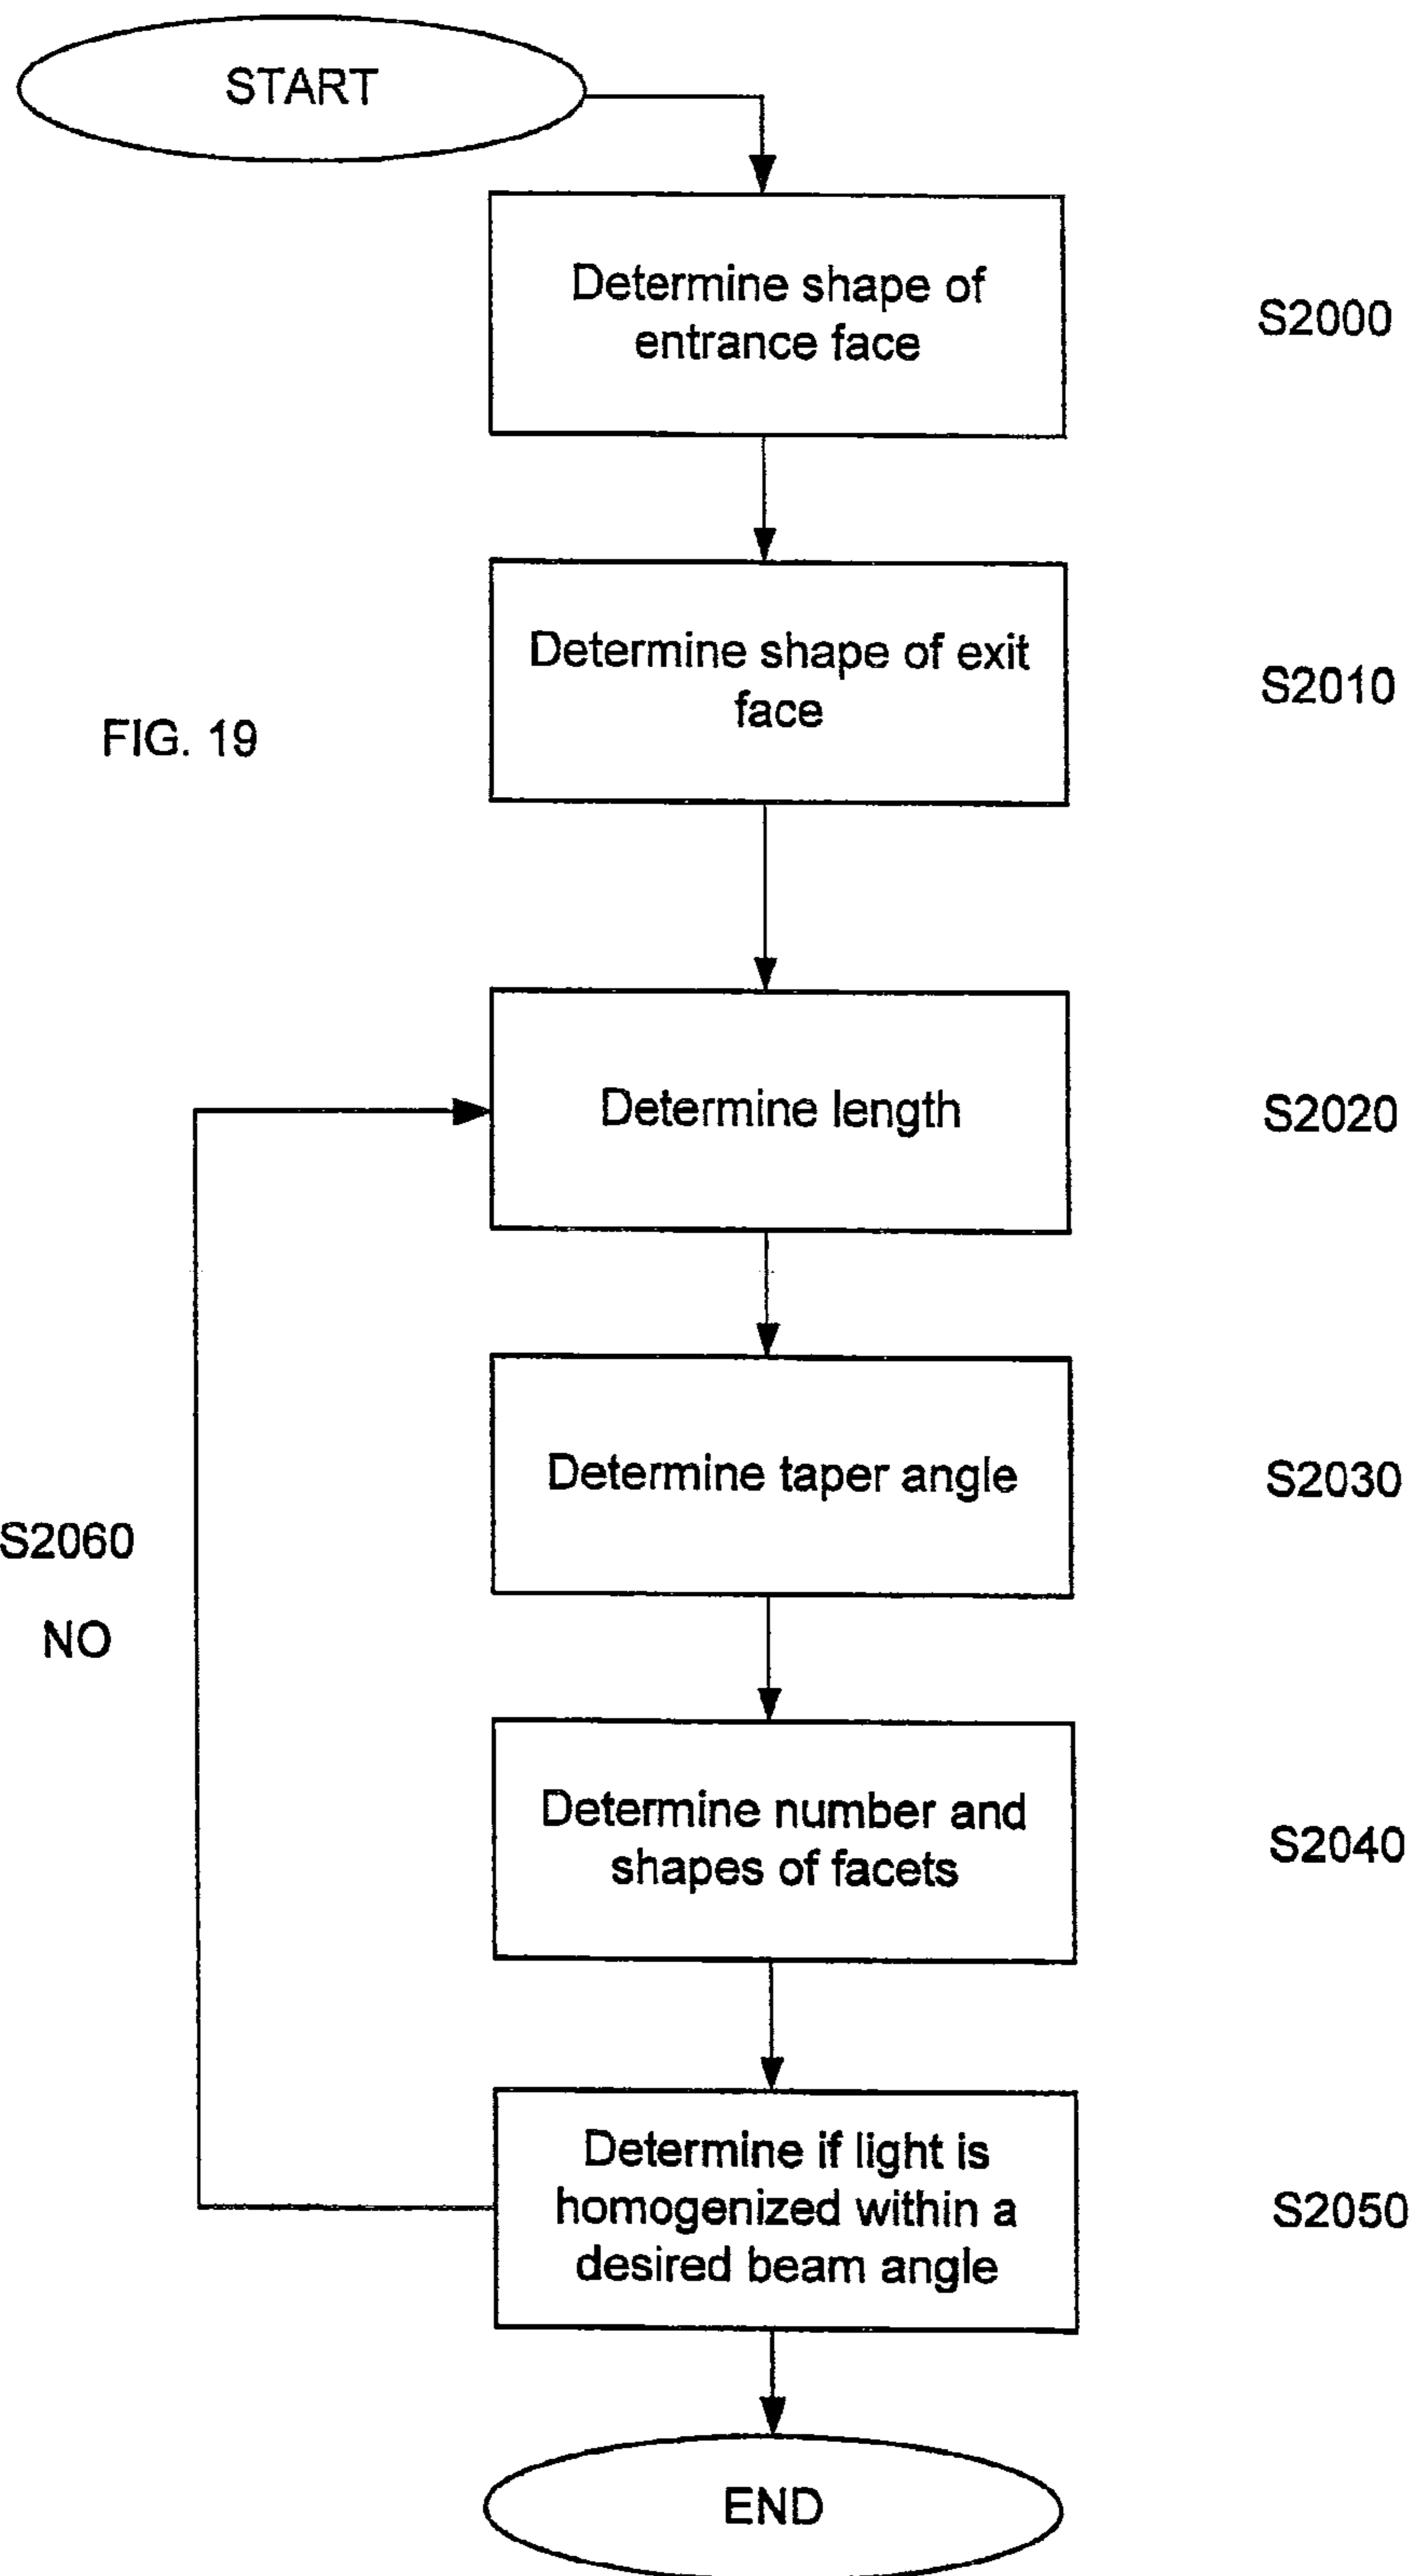 START
Determine shape of
entrance face
S2000
Determine shape of exit
face
S2010
FIG. 19
Determine length
S2020
Determine taper angle
S2030
S2060
NO
Determine number and
shapes of facets
S2040
Determine if light is
homogenized within a
desired beam angle
S2050
END